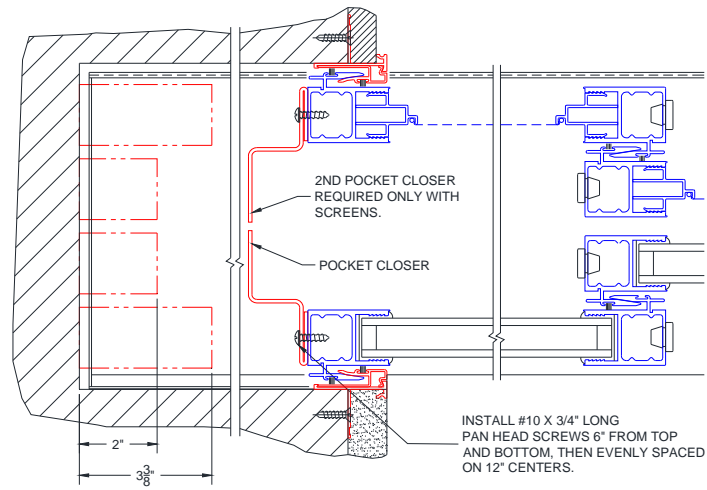 2ND POCKET CLOSER
REQUIRED ONLY WITH
SCREENS.
POCKET CLOSER
INSTALL #10 X 3/4" LONG
PAN HEAD SCREWS 6" FROM TOP
AND BOTTOM, THEN EVENLY SPACED
ON 12" CENTERS.
2"
3 3/8"